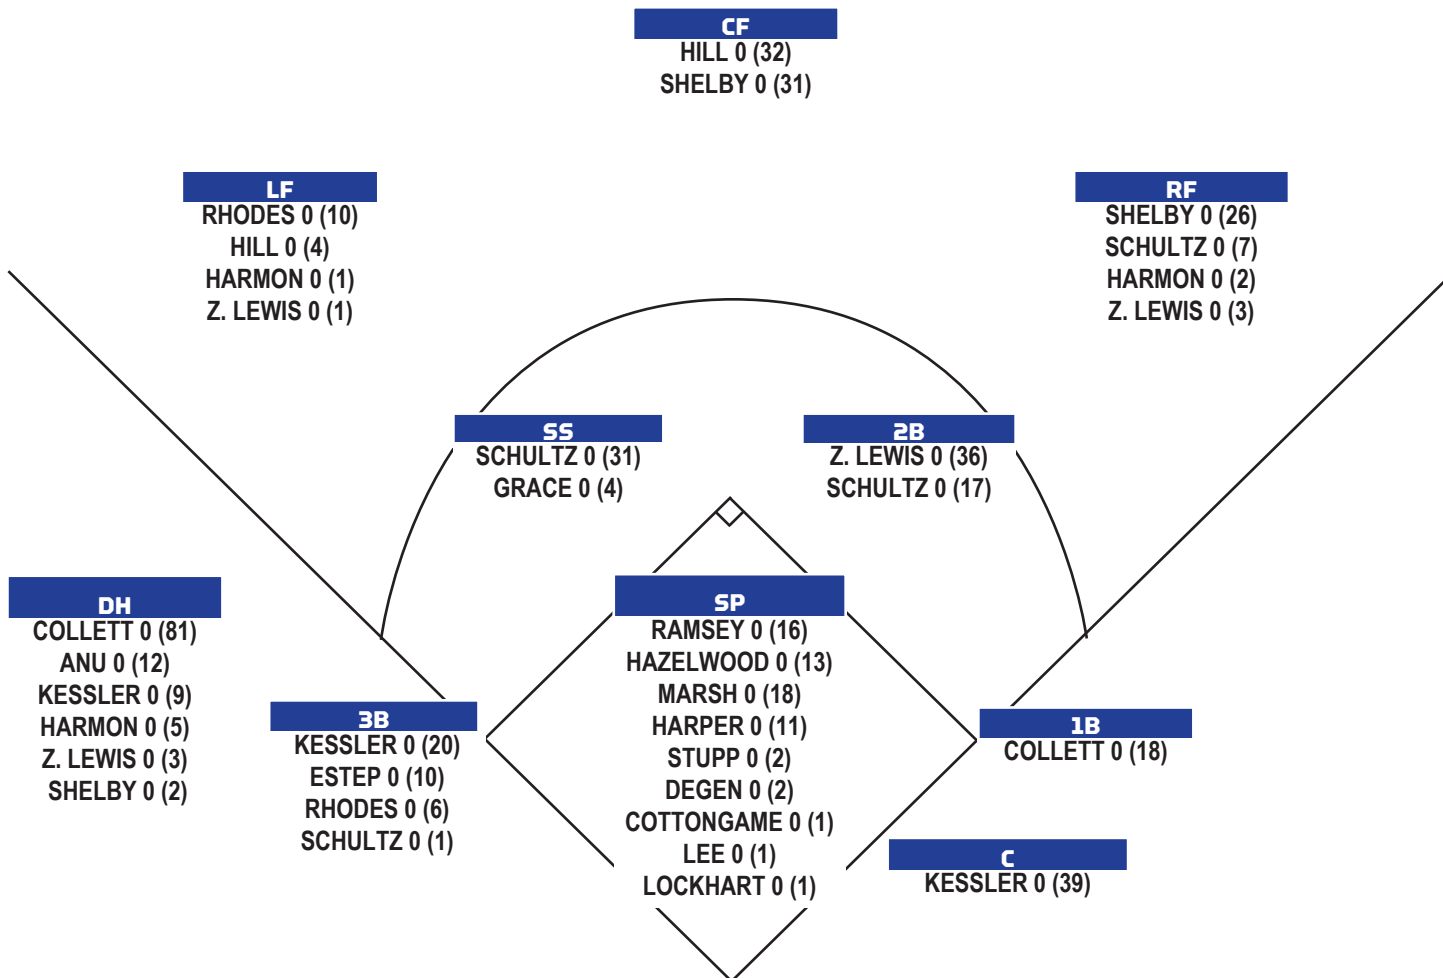 CF
HILL 0 (32)
SHELBY 0 (31)
LF
RHODES 0 (10)
HILL 0 (4)
HARMON 0 (1)
Z. LEWIS 0 (1)
RF
SHELBY 0 (26)
SCHULTZ 0 (7)
HARMON 0 (2)
Z. LEWIS 0 (3)
SS
SCHULTZ 0 (31)
GRACE 0 (4)
2B
Z. LEWIS 0 (36)
SCHULTZ 0 (17)
DH
COLLETT 0 (81)
ANU 0 (12)
KESSLER 0 (9)
HARMON 0 (5)
Z. LEWIS 0 (3)
SHELBY 0 (2)
3B
KESSLER 0 (20)
ESTEP 0 (10)
RHODES 0 (6)
SCHULTZ 0 (1)
SP
RAMSEY 0 (16)
HAZELWOOD 0 (13)
MARSH 0 (18)
HARPER 0 (11)
STUPP 0 (2)
DEGEN 0 (2)
COTTONGAME 0 (1)
LEE 0 (1)
LOCKHART 0 (1)
1B
COLLETT 0 (18)
C
KESSLER 0 (39)